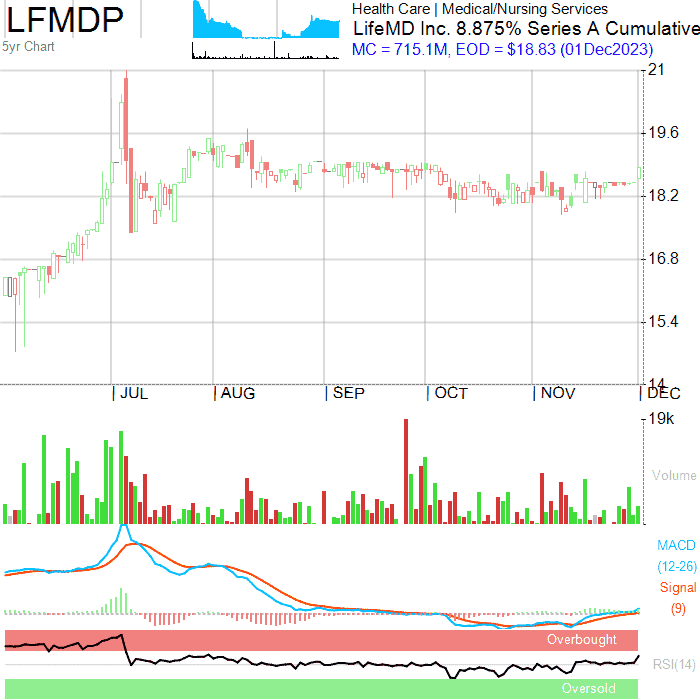 LFMDP
5yr Chart
Health Care | Medical/Nursing Services
LifeMD Inc. 8.875% Series A Cumulative
MC = 715.1M, EOD = $18.83 (01Dec2023)
21
19.6
18.2
16.8
15.4
14
| JUL | AUG | SEP | OCT | NOV | DEC
19k
Volume
MACD
(12-26)
Signal
(9)
Overbought
RSI(14)
Oversold